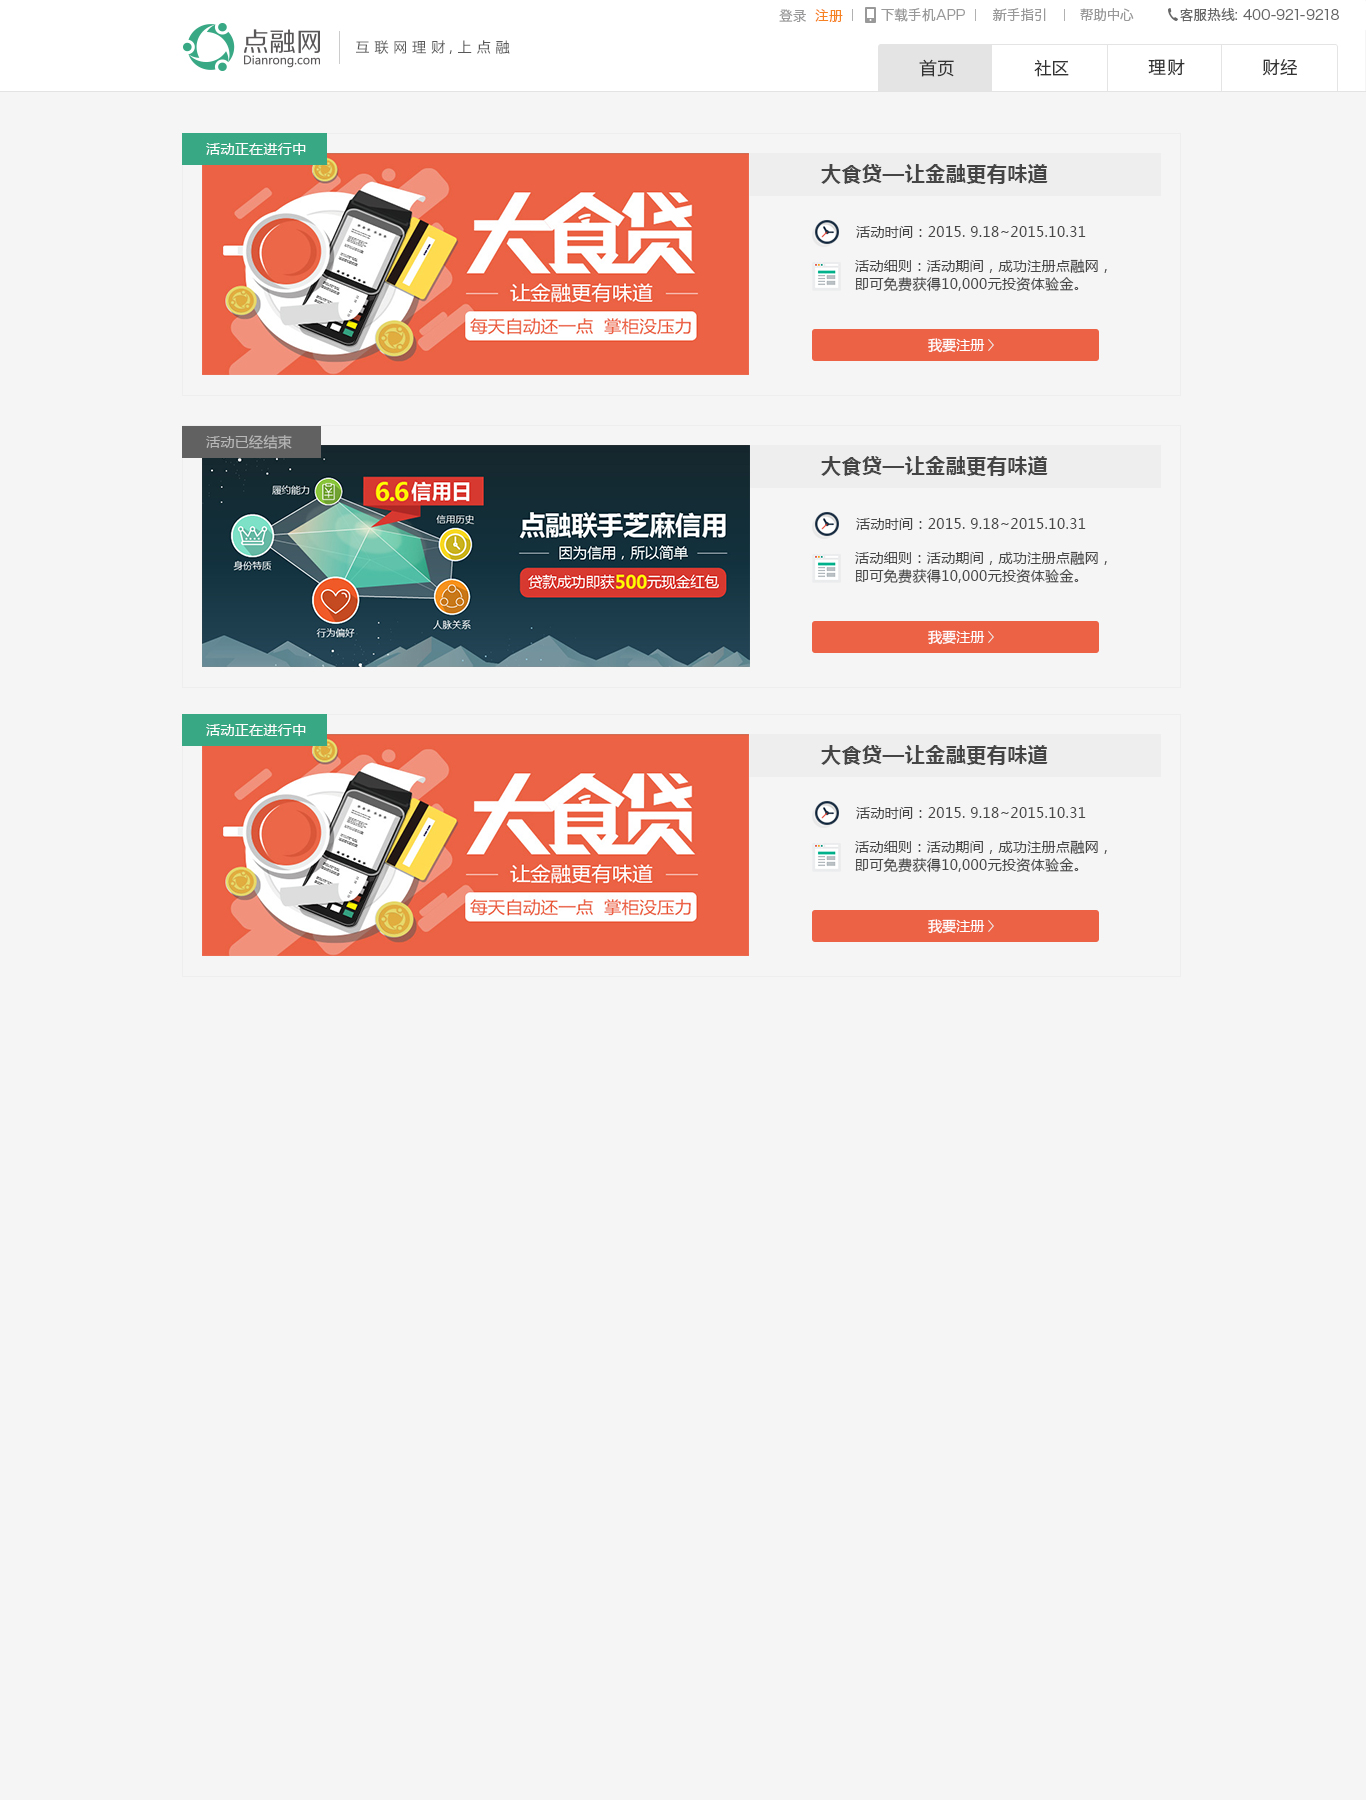 登录 注册 下载手机APP 新手指引 帮助中心 客服热线: 400-921-9218
点融网
Dianrong.com
互联网理财,上点融
首页 社区 理财 财经
活动正在进行中
大食贷
让金融更有味道
每天自动还一点 掌柜没压力
大食贷—让金融更有味道
活动时间：2015. 9.18~2015.10.31
活动细则：活动期间，成功注册点融网，
即可免费获得10,000元投资体验金。
我要注册
活动已经结束
履约能力
6.6信用日
信用历史
身份特质
行为偏好
人脉关系
点融联手芝麻信用
因为信用，所以简单
贷款成功即获500元现金红包
大食贷—让金融更有味道
活动时间：2015. 9.18~2015.10.31
活动细则：活动期间，成功注册点融网，
即可免费获得10,000元投资体验金。
我要注册
活动正在进行中
大食贷
让金融更有味道
每天自动还一点 掌柜没压力
大食贷—让金融更有味道
活动时间：2015. 9.18~2015.10.31
活动细则：活动期间，成功注册点融网，
即可免费获得10,000元投资体验金。
我要注册